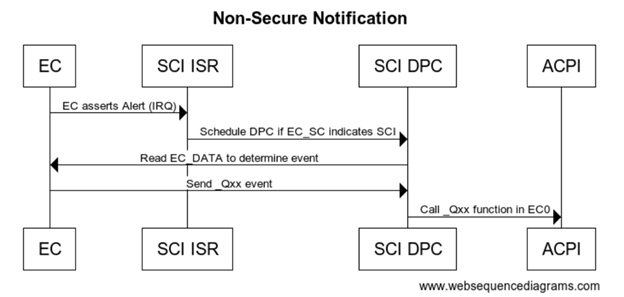 Non-Secure Notification
EC
SCI ISR
SCI DPC
ACPI
EC asserts Alert (IRQ)
Schedule DPC if EC_SC indicates SCI
Read EC_DATA to determine event
Send _Qxx event
Call _Qxx function in EC0
EC
SCI ISR
SCI DPC
ACPI
www.websequencediagrams.com